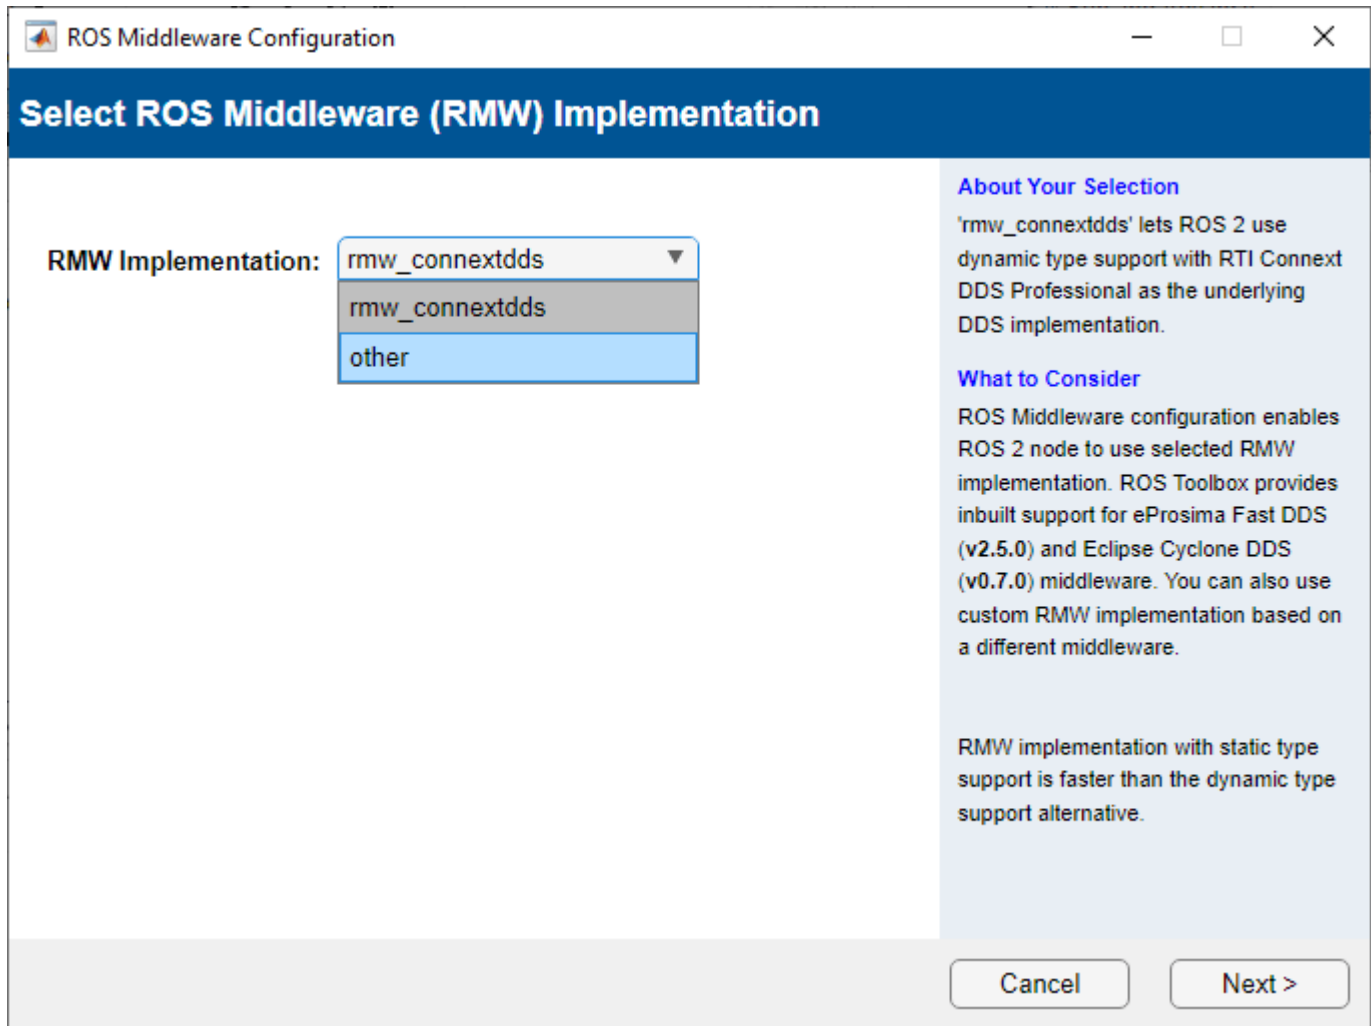 ROS Middleware Configuration
Select ROS Middleware (RMW) Implementation
RMW Implementation:
rmw_connextdds
rmw_connextdds
other
About Your Selection
'rmw_connextdds' lets ROS 2 use
dynamic type support with RTI Connext
DDS Professional as the underlying
DDS implementation.
What to Consider
ROS Middleware configuration enables
ROS 2 node to use selected RMW
implementation. ROS Toolbox provides
inbuilt support for eProsima Fast DDS
(v2.5.0) and Eclipse Cyclone DDS
(v0.7.0) middleware. You can also use
custom RMW implementation based on
a different middleware.
RMW implementation with static type
support is faster than the dynamic type
support alternative.
Cancel
Next >